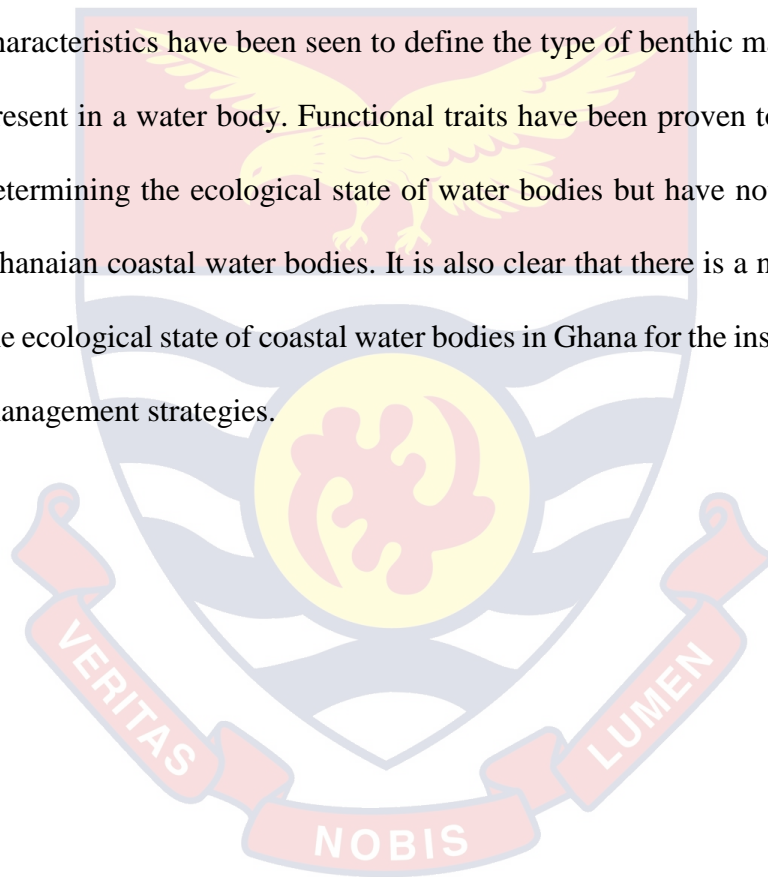 haracteristics have been seen to define the type of benthic ma
resent in a water body. Functional traits have been proven to
etermining the ecological state of water bodies but have no
hanaian coastal water bodies. It is also clear that there is a n
e ecological state of coastal water bodies in Ghana for the ins
anagement strategies.
VERITAS
NOBIS
LUMEN